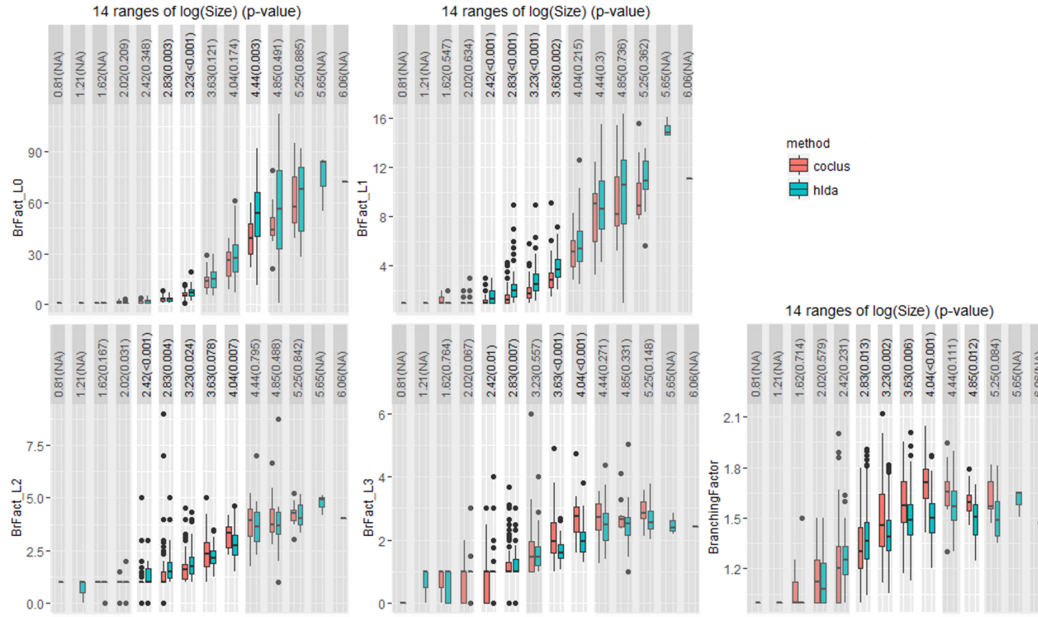 14 ranges of log(Size) (p-value)
0.81(NA)
1.21(NA)
1.62(NA)
2.02(0.209)
2.42(0.348)
2.83(0.003)
3.23(<0.001)
3.63(0.121)
4.04(0.174)
4.44(0.003)
4.85(0.491)
5.25(0.885)
5.65(NA)
6.06(NA)
BrFact_L0
90
60
30
0
14 ranges of log(Size) (p-value)
0.81(NA)
1.21(NA)
1.62(0.547)
2.02(0.634)
2.42(<0.001)
2.83(<0.001)
3.23(<0.001)
3.63(0.002)
4.04(0.215)
4.44(0.3)
4.85(0.736)
5.25(0.362)
5.65(NA)
6.06(NA)
BrFact_L1
16
12
8
4
method
coclus
hlda
0.81(NA)
1.21(NA)
1.62(0.167)
2.02(0.031)
2.42(<0.001)
2.83(0.004)
3.23(0.024)
3.63(0.078)
4.04(0.007)
4.44(0.795)
4.85(0.488)
5.25(0.842)
5.65(NA)
6.06(NA)
BrFact_L2
7.5
5.0
2.5
0.0
0.81(NA)
1.21(NA)
1.62(0.764)
2.02(0.067)
2.42(0.01)
2.83(0.007)
3.23(0.557)
3.63(<0.001)
4.04(<0.001)
4.44(0.271)
4.85(0.331)
5.25(0.148)
5.65(NA)
6.06(NA)
BrFact_L3
6
4
2
0
14 ranges of log(Size) (p-value)
0.81(NA)
1.21(NA)
1.62(0.714)
2.02(0.579)
2.42(0.231)
2.83(0.013)
3.23(0.002)
3.63(0.006)
4.04(<0.001)
4.44(0.111)
4.85(0.012)
5.25(0.084)
5.65(NA)
BranchingFactor
2.1
1.8
1.5
1.2